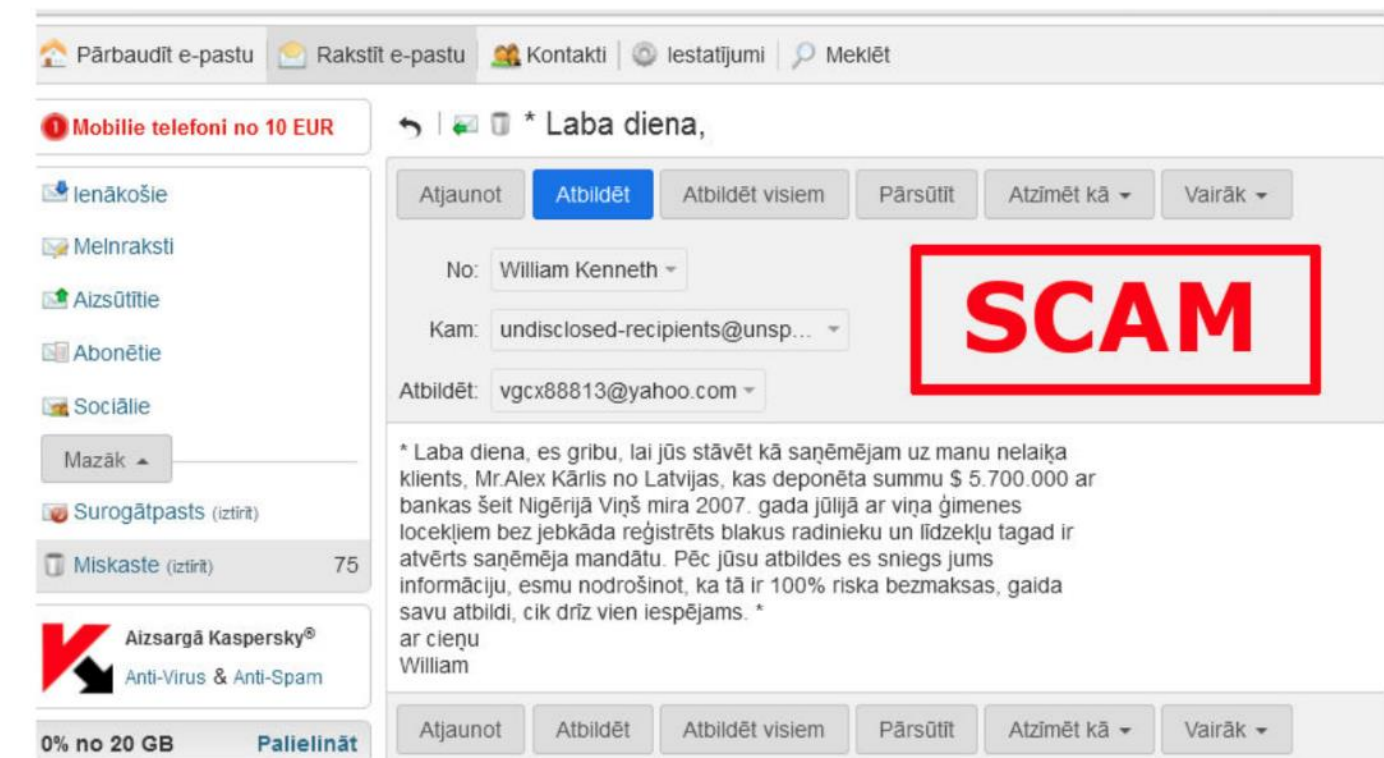 Pārbaudīt e-pastu Rakstīt e-pastu Kontakti Iestatījumi Meklēt
1 Mobilie telefoni no 10 EUR
Ienākošie
Melnraksti
Aizsūtītie
Abonētie
Sociālie
Mazāk
Surogātpasts (iztīrīt)
Miskaste (iztīrīt) 75
Aizsargā Kaspersky®
Anti-Virus & Anti-Spam
0% no 20 GB Palielināt
* Laba diena,
Atjaunot Atbildēt Atbildēt visiem Pārsūtīt Atzīmēt kā Vairāk
No: William Kenneth
Kam: undisclosed-recipients@unsp...
Atbildēt: vgcx88813@yahoo.com
SCAM
* Laba diena, es gribu, lai jūs stāvēt kā saņēmējam uz manu nelaiķa
klients, Mr.Alex Kārlis no Latvijas, kas deponēta summu $ 5.700.000 ar
bankas šeit Nigērijā Viņš mira 2007. gada jūlijā ar viņa ģimenes
locekļiem bez jebkāda reģistrēts blakus radinieku un līdzekļu tagad ir
atvērts saņēmēja mandātu. Pēc jūsu atbildes es sniegs jums
informāciju, esmu nodrošinot, ka tā ir 100% riska bezmaksas, gaida
savu atbildi, cik drīz vien iespējams. *
ar cieņu
William
Atjaunot Atbildēt Atbildēt visiem Pārsūtīt Atzīmēt kā Vairāk